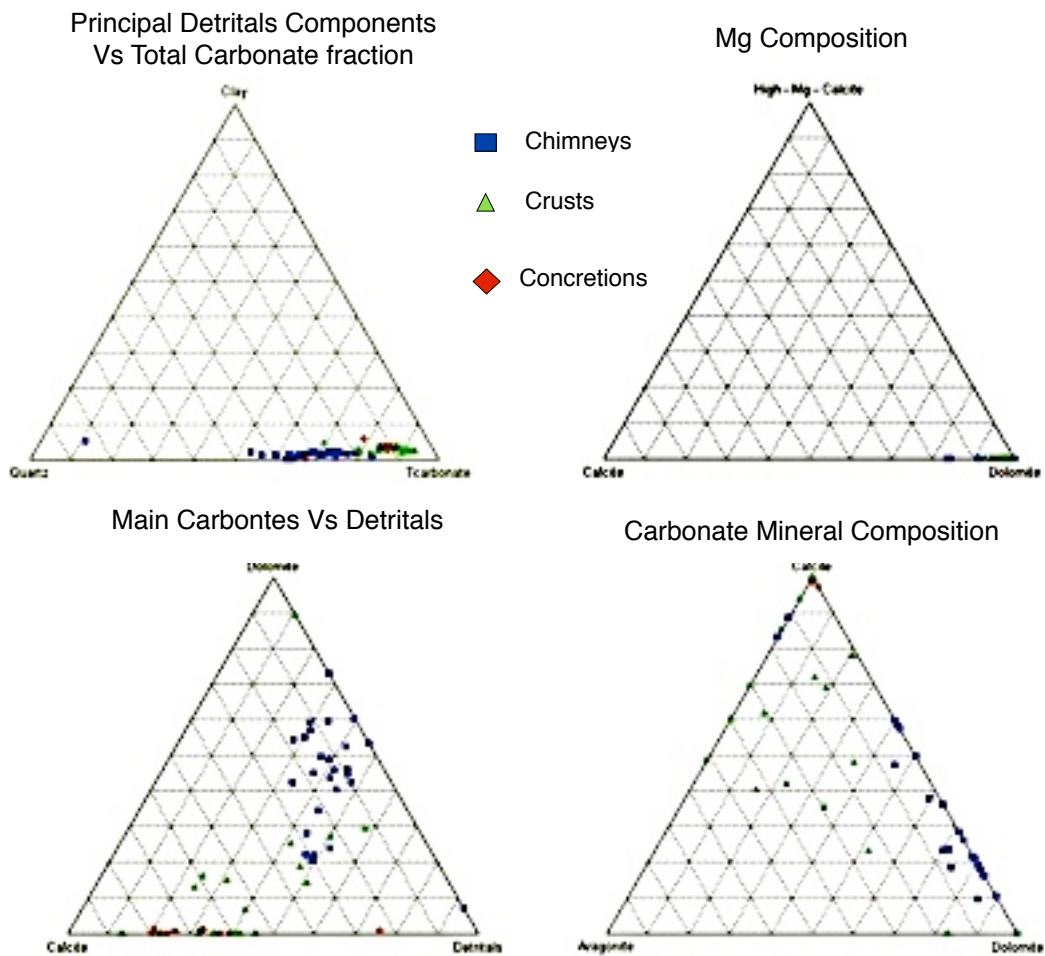 Principal Detritals Components
Vs Total Carbonate fraction
Mg Composition
Clay
High - Mg - Calcite
Chimneys
Crusts
Concretions
Quartz
Tcarbonate
Calcite
Dolomite
Main Carbontes Vs Detritals
Carbonate Mineral Composition
Dolomite
Calcite
Calcite
Detritals
Aragonite
Dolomite